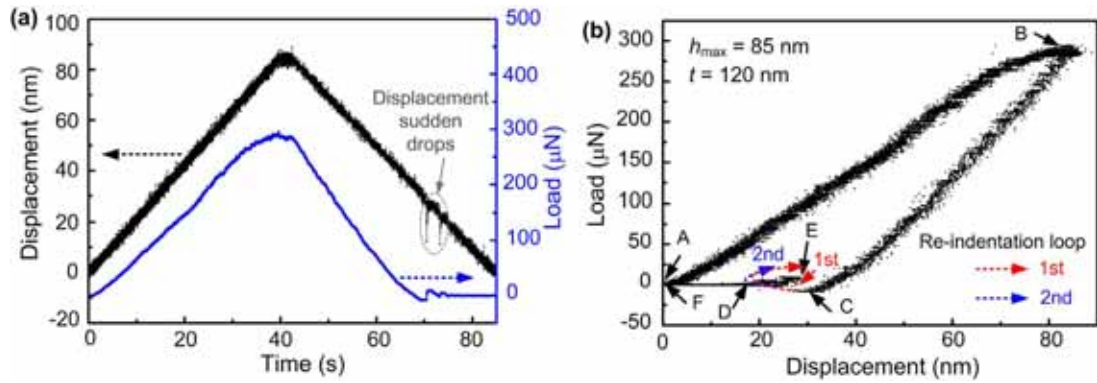 (a)
100
80
60
40
20
0
-20
Displacement (nm)
0 20 40 60 80
Time (s)
500
400
300
200
100
0
Load (μN)
Displacement
sudden
drops
(b)
300
250
200
150
100
50
0
-50
Load (μN)
0 20 40 60 80
Displacement (nm)
hmax = 85 nm
t = 120 nm
B
A
2nd
E
1st
F
D
C
Re-indentation loop
1st
2nd